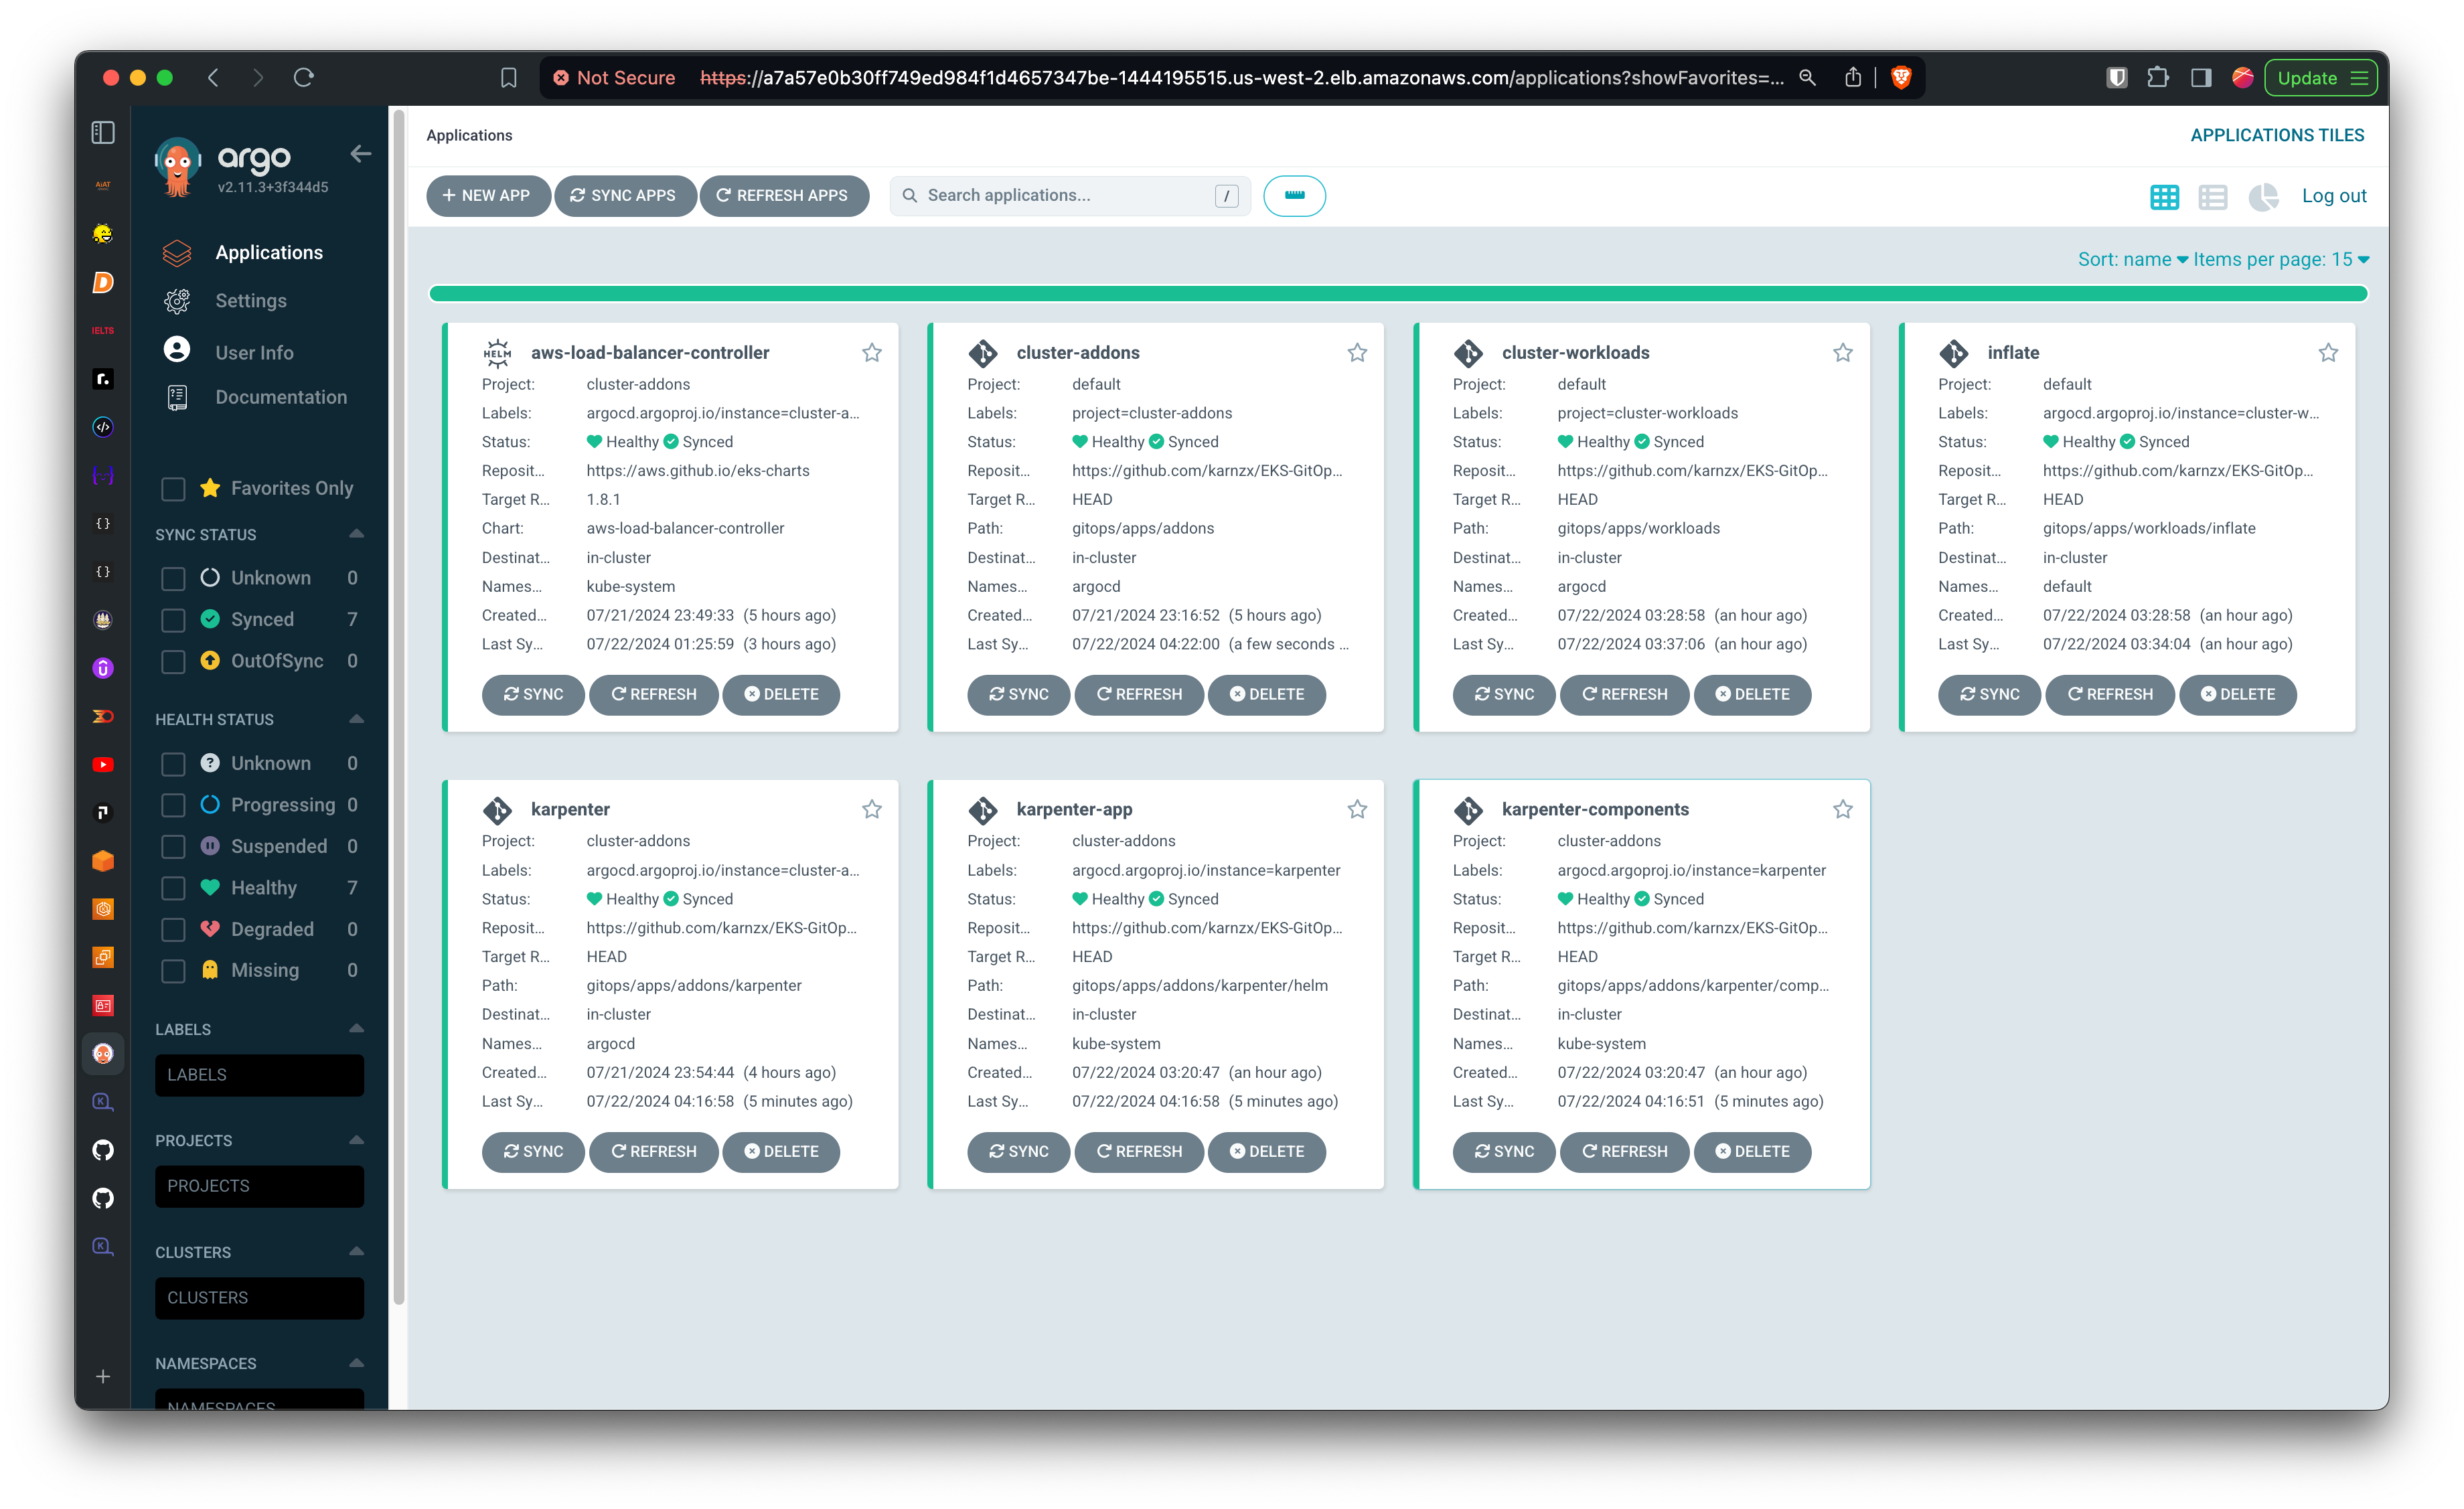 Not Secure https://a7a57e0b30ff749ed984f1d4657347be-1444195515.us-west-2.elb.amazonaws.com/applications?showFavorites=...
Update
AiAT
IELTS
argo
v2.11.3+3f344d5
Applications
Settings
User Info
Documentation
Favorites Only
SYNC STATUS
Unknown 0
Synced 7
OutOfSync 0
HEALTH STATUS
Unknown 0
Progressing 0
Suspended 0
Healthy 7
Degraded 0
Missing 0
LABELS
LABELS
PROJECTS
PROJECTS
CLUSTERS
CLUSTERS
NAMESPACES
NAMESPACES
Applications
APPLICATIONS TILES
+ NEW APP SYNC APPS REFRESH APPS Search applications... /
Log out
Sort: name Items per page: 15
HELM aws-load-balancer-controller
Project: cluster-addons
Labels: argocd.argoproj.io/instance=cluster-a...
Status: Healthy Synced
Reposit... https://aws.github.io/eks-charts
Target R... 1.8.1
Chart: aws-load-balancer-controller
Destinat... in-cluster
Names... kube-system
Created... 07/21/2024 23:49:33 (5 hours ago)
Last Sy... 07/22/2024 01:25:59 (3 hours ago)
SYNC REFRESH DELETE
cluster-addons
Project: default
Labels: project=cluster-addons
Status: Healthy Synced
Reposit... https://github.com/karnzx/EKS-GitOp...
Target R... HEAD
Path: gitops/apps/addons
Destinat... in-cluster
Names... argocd
Created... 07/21/2024 23:16:52 (5 hours ago)
Last Sy... 07/22/2024 04:22:00 (a few seconds ...
SYNC REFRESH DELETE
cluster-workloads
Project: default
Labels: project=cluster-workloads
Status: Healthy Synced
Reposit... https://github.com/karnzx/EKS-GitOp...
Target R... HEAD
Path: gitops/apps/workloads
Destinat... in-cluster
Names... argocd
Created... 07/22/2024 03:28:58 (an hour ago)
Last Sy... 07/22/2024 03:37:06 (an hour ago)
SYNC REFRESH DELETE
inflate
Project: default
Labels: argocd.argoproj.io/instance=cluster-w...
Status: Healthy Synced
Reposit... https://github.com/karnzx/EKS-GitOp...
Target R... HEAD
Path: gitops/apps/workloads/inflate
Destinat... in-cluster
Names... default
Created... 07/22/2024 03:28:58 (an hour ago)
Last Sy... 07/22/2024 03:34:04 (an hour ago)
SYNC REFRESH DELETE
karpenter
Project: cluster-addons
Labels: argocd.argoproj.io/instance=cluster-a...
Status: Healthy Synced
Reposit... https://github.com/karnzx/EKS-GitOp...
Target R... HEAD
Path: gitops/apps/addons/karpenter
Destinat... in-cluster
Names... argocd
Created... 07/21/2024 23:54:44 (4 hours ago)
Last Sy... 07/22/2024 04:16:58 (5 minutes ago)
SYNC REFRESH DELETE
karpenter-app
Project: cluster-addons
Labels: argocd.argoproj.io/instance=karpenter
Status: Healthy Synced
Reposit... https://github.com/karnzx/EKS-GitOp...
Target R... HEAD
Path: gitops/apps/addons/karpenter/helm
Destinat... in-cluster
Names... kube-system
Created... 07/22/2024 03:20:47 (an hour ago)
Last Sy... 07/22/2024 04:16:58 (5 minutes ago)
SYNC REFRESH DELETE
karpenter-components
Project: cluster-addons
Labels: argocd.argoproj.io/instance=karpenter
Status: Healthy Synced
Reposit... https://github.com/karnzx/EKS-GitOp...
Target R... HEAD
Path: gitops/apps/addons/karpenter/comp...
Destinat... in-cluster
Names... kube-system
Created... 07/22/2024 03:20:47 (an hour ago)
Last Sy... 07/22/2024 04:16:51 (5 minutes ago)
SYNC REFRESH DELETE